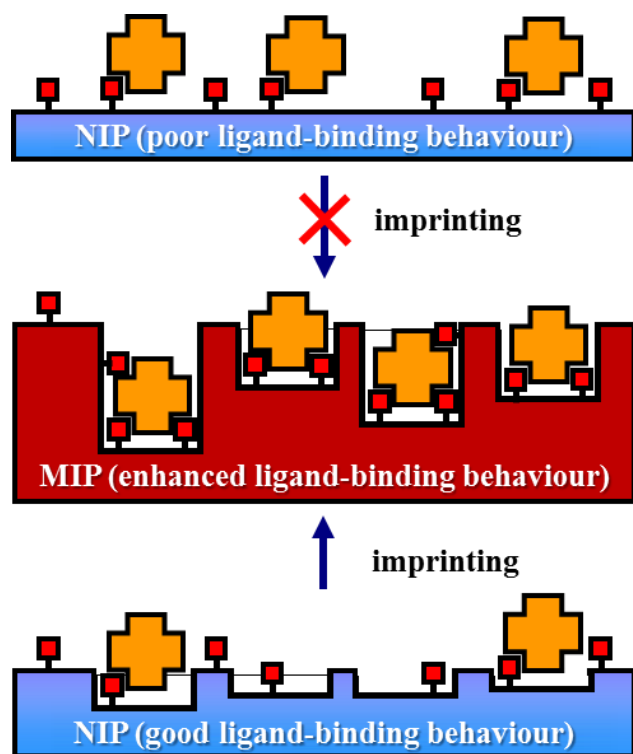 NIP (poor ligand-binding behaviour)
imprinting
MIP (enhanced ligand-binding behaviour)
imprinting
NIP (good ligand-binding behaviour)